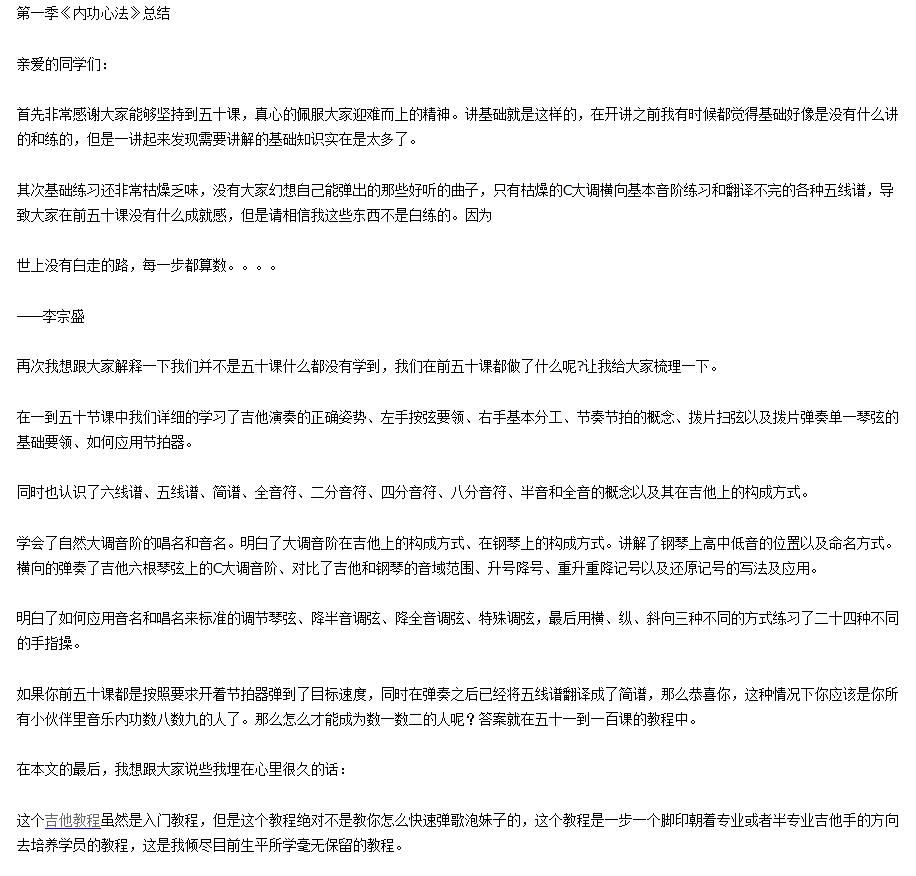 第一季《内功心法》总结
亲爱的同学们：
首先非常感谢大家能够坚持到五十课，真心的佩服大家迎难而上的精神。讲基础就是这样的，在开讲之前我有时候都觉得基础好像是没有什么讲
的和练的，但是一讲起来发现需要讲解的基础知识实在是太多了。
其次基础练习还非常枯燥乏味，没有大家幻想自己能弹出的那些好听的曲子，只有枯燥的C大调横向基本音阶练习和翻译不完的各种五线谱，导
致大家在前五十课没有什么成就感，但是请相信我这些东西不是白练的。因为
世上没有白走的路，每一步都算数。。。。
——李宗盛
再次我想跟大家解释一下我们并不是五十课什么都没有学到，我们在前五十课都做了什么呢?让我给大家梳理一下。
在一到五十节课中我们详细的学习了吉他演奏的正确姿势、左手按弦要领、右手基本分工、节奏节拍的概念、拨片扫弦以及拨片弹奏单一琴弦的
基础要领、如何应用节拍器。
同时也认识了六线谱、五线谱、简谱、全音符、二分音符、四分音符、八分音符、半音和全音的概念以及其在吉他上的构成方式。
学会了自然大调音阶的唱名和音名。明白了大调音阶在吉他上的构成方式、在钢琴上的构成方式。讲解了钢琴上高中低音的位置以及命名方式。
横向的弹奏了吉他六根琴弦上的C大调音阶、对比了吉他和钢琴的音域范围、升号降号、重升重降记号以及还原记号的写法及应用。
明白了如何应用音名和唱名来标准的调节琴弦、降半音调弦、降全音调弦、特殊调弦，最后用横、纵、斜向三种不同的方式练习了二十四种不同
的手指操。
如果你前五十课都是按照要求开着节拍器弹到了目标速度，同时在弹奏之后已经将五线谱翻译成了简谱，那么恭喜你，这种情况下你应该是你所
有小伙伴里音乐内功数八数九的人了。那么怎么才能成为数一数二的人呢？答案就在五十一到一百课的教程中。
在本文的最后，我想跟大家说些我埋在心里很久的话：
这个吉他教程虽然是入门教程，但是这个教程绝对不是教你怎么快速弹歌泡妹子的，这个教程是一步一个脚印朝着专业或者半专业吉他手的方向
去培养学员的教程，这是我倾尽目前生平所学毫无保留的教程。